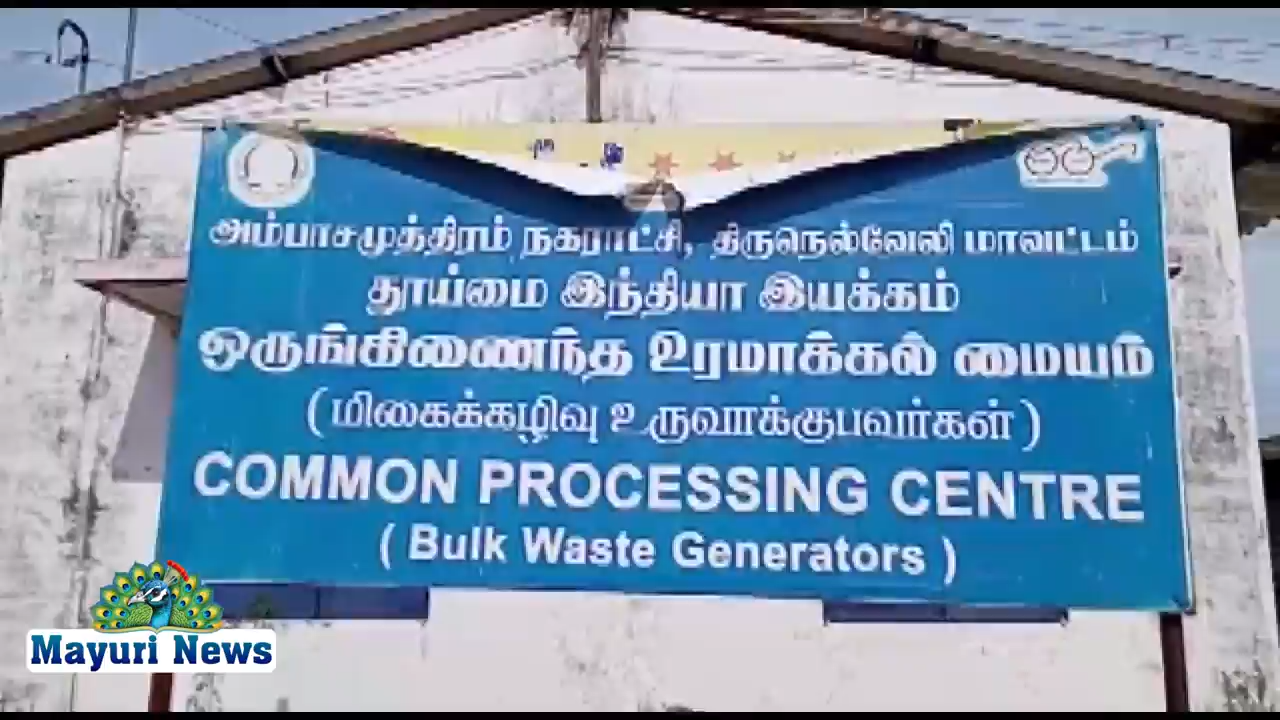 அம்பாசமுத்திரம் நகராட்சி, திருநெல்வேலி மாவட்டம்
தூய்மை இந்தியா இயக்கம்
ஒருங்கிணைந்த உரமாக்கல் மையம்
(மிகைக்கழிவு உருவாக்குபவர்கள்)
COMMON PROCESSING CENTRE
( Bulk Waste Generators )
Mayuri News